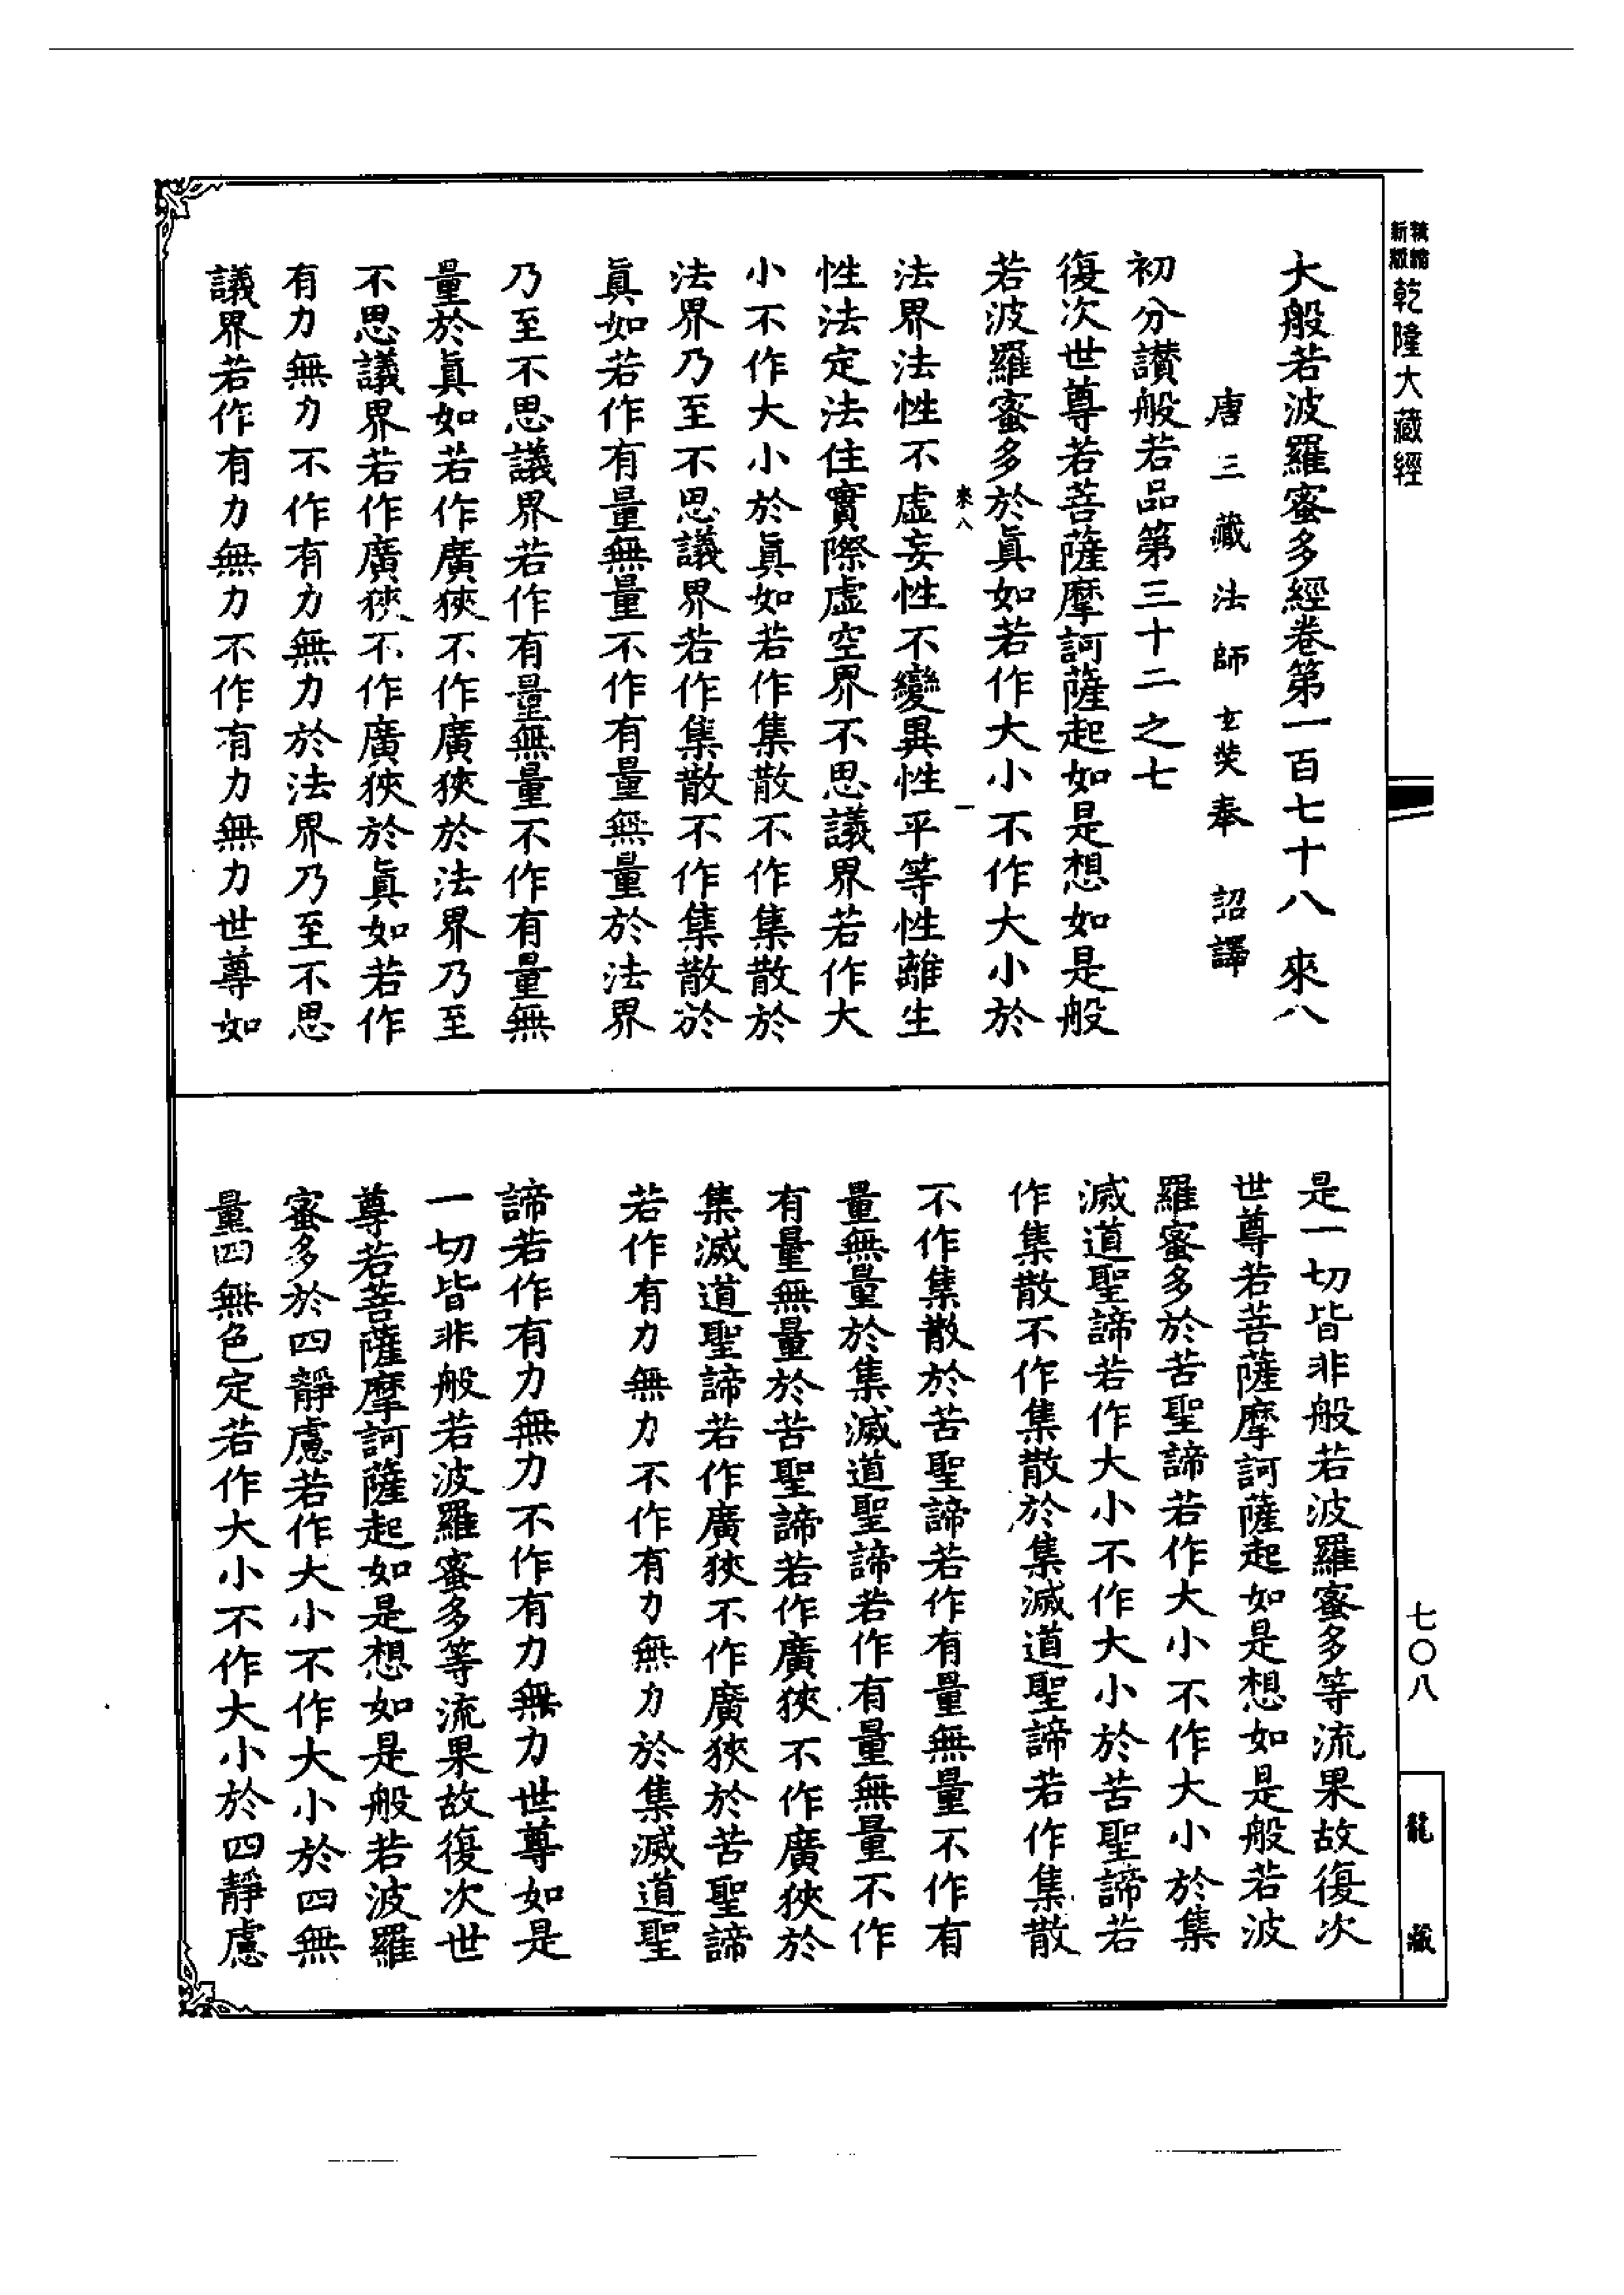 新版精縮乾隆大藏經
大般若波羅蜜多經卷第一百七十八 來八
唐三藏法師玄奘奉 詔譯
初分讚般若品第三十二之七
復次世尊若菩薩摩訶薩起如是想如是般
若波羅蜜多於眞如若作大小不作大小於
來八 一
法界法性不虛妄性不變異性平等性離生
性法定法住實際虛空界不思議界若作大
小不作大小於眞如若作集散不作集散於
法界乃至不思議界若作集散不作集散於
眞如若作有量無量不作有量無量於法界
乃至不思議界若作有量無量不作有量無
量於眞如若作廣狹不作廣狹於法界乃至
不思議界若作廣狹不作廣狹於眞如若作
有力無力不作有力無力於法界乃至不思
議界若作有力無力不作有力無力世尊如
是一切皆非般若波羅蜜多等流果故復次
世尊若菩薩摩訶薩起如是想如是般若波
羅蜜多於苦聖諦若作大小不作大小於集
滅道聖諦若作大小不作大小於苦聖諦若
作集散不作集散於集滅道聖諦若作集散
不作集散於苦聖諦若作有量無量不作有
量無量於集滅道聖諦若作有量無量不作
有量無量於苦聖諦若作廣狹不作廣狹於
集滅道聖諦若作廣狹不作廣狹於苦聖諦
若作有力無力不作有力無力於集滅道聖
諦若作有力無力不作有力無力世尊如是
一切皆非般若波羅蜜多等流果故復次世
尊若菩薩摩訶薩起如是想如是般若波羅
蜜多於四靜慮若作大小不作大小於四無
量四無色定若作大小不作大小於四靜慮
七〇八
龍藏